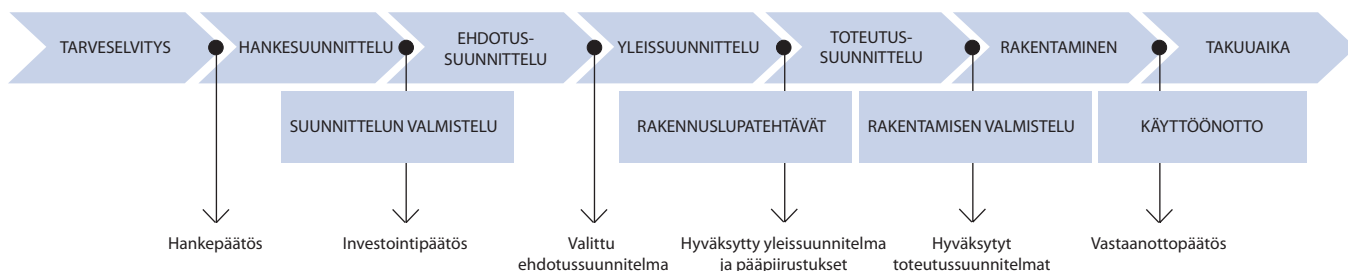 TARVESELVITYS
HANKESUUNNITTELU
EHDOTUS-
SUUNNITTELU
YLEISSUUNNITTELU
TOTEUTUS-
SUUNNITTELU
RAKENTAMINEN
TAKUUAIKA
SUUNNITTELUN VALMISTELU
RAKENNUSLUPATEHTÄVÄT
RAKENTAMISEN VALMISTELU
KÄYTTÖÖNOTTO
Hankepäätös
Investointipäätös
Valittu
ehdotussuunnitelma
Hyväksytty yleissuunnitelma
ja pääpiirustukset
Hyväksytyt
toteutussuunnitelmat
Vastaanottopäätös